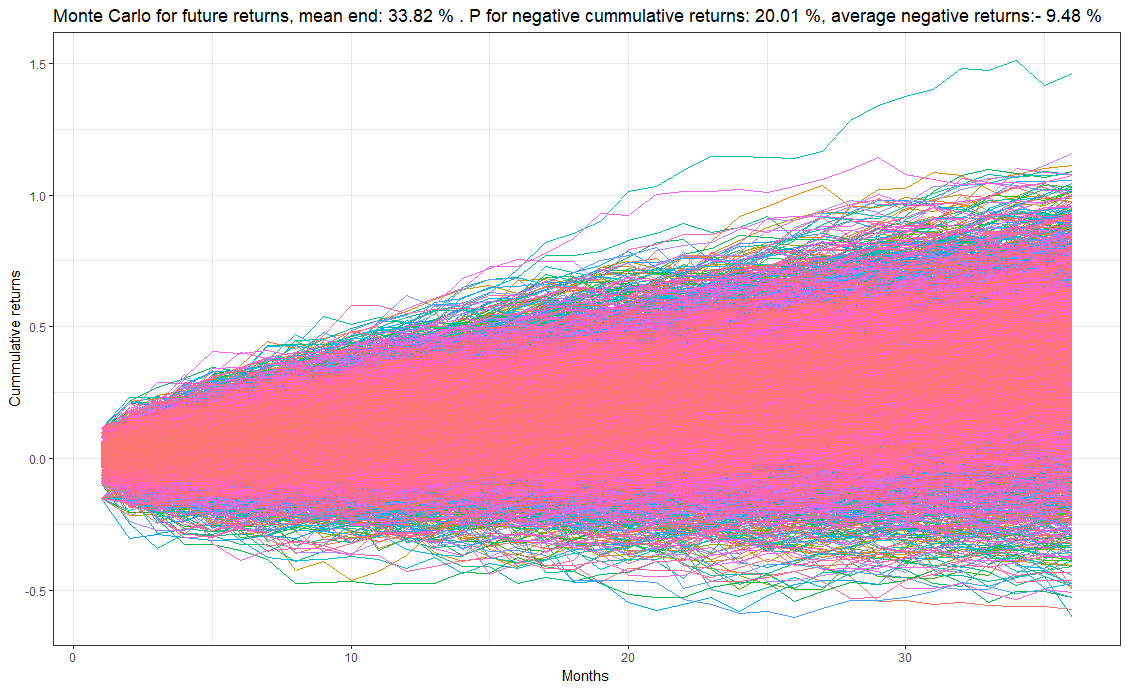 Monte Carlo for future returns, mean end: 33.82 % . P for negative cummulative returns: 20.01 %, average negative returns:- 9.48 %
1.5
1.0
0.5
0.0
-0.5
Cummulative returns
0 10 20 30
Months